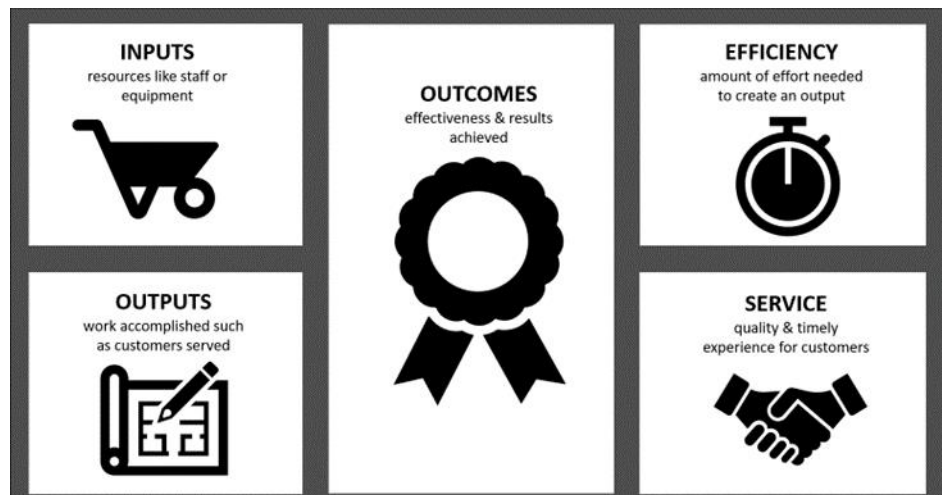 INPUTS
resources like staff or
equipment
OUTPUTS
work accomplished such
as customers served
OUTCOMES
effectiveness & results
achieved
EFFICIENCY
amount of effort needed
to create an output
SERVICE
quality & timely
experience for customers